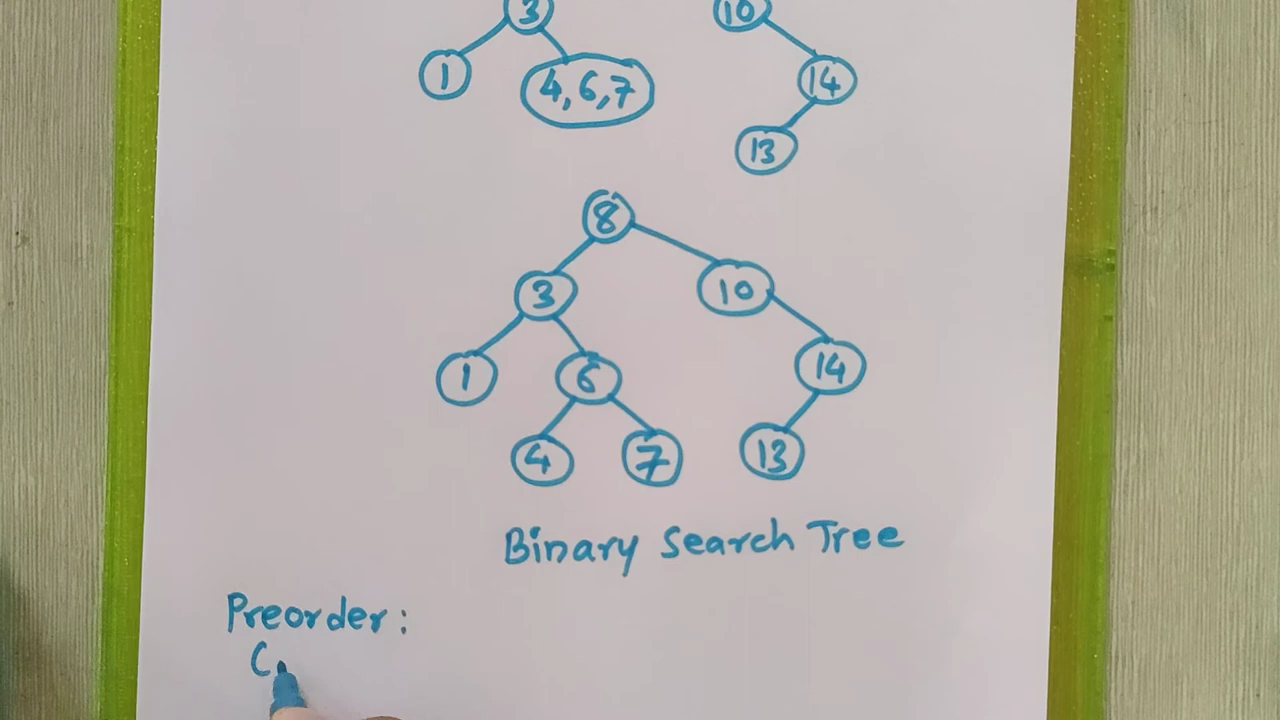 3 10
1 4,6,7 14
13
8
3 10
1 6 14
4 7 13
Binary Search Tree
Preorder:
(